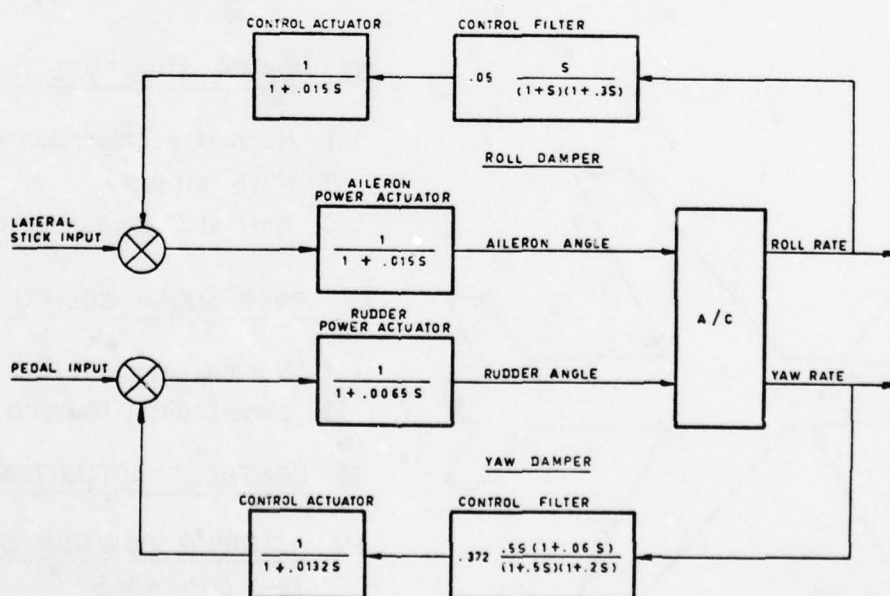 CONTROL ACTUATOR
1
1 + .015 S
CONTROL FILTER
.05 S
(1+S)(1+.3S)
ROLL DAMPER
AILERON
POWER ACTUATOR
1
1 + .015 S
LATERAL
STICK INPUT
AILERON ANGLE
A/C
ROLL RATE
RUDDER
POWER ACTUATOR
1
1 + .0065 S
PEDAL INPUT
RUDDER ANGLE
YAW RATE
YAW DAMPER
CONTROL ACTUATOR
1
1 + .0132 S
CONTROL FILTER
.372 .5S (1+.06 S)
(1+.5S)(1+.2S)